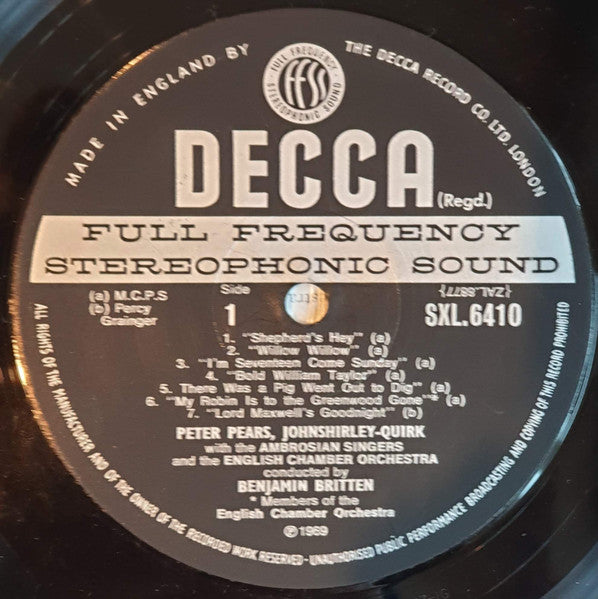 MADE IN ENGLAND BY
THE DECCA RECORD CO. LTD. LONDON
FULL FREQUENCY
ffss
STEREOPHONIC SOUND
DECCA
(Regd.)
FULL FREQUENCY
STEREOPHONIC SOUND
(a) M.C.P.S
(b) Percy
Grainger
Side
1
{ZAL.8877}
SXL.6410
1. "Shepherd's Hey" (a)
2. "Willow Willow" (a)
3. "I'm Seventeen Come Sunday" (a)
4. "Bold William Taylor" (a)
5. There Was a Pig Went Out to Dig" (a)
6. "My Robin Is to the Greenwood Gone"* (a)
7. "Lord Maxwell's Goodnight" (b)
PETER PEARS, JOHNSHIRLEY-QUIRK
with the AMBROSIAN SINGERS
and the ENGLISH CHAMBER ORCHESTRA
conducted by
BENJAMIN BRITTEN
* Members of the
English Chamber Orchestra
℗1969
ALL RIGHTS OF THE MANUFACTURER AND OF THE OWNER OF THE RECORDED WORK RESERVED-UNAUTHORISED PUBLIC PERFORMANCE BROADCASTING AND COPYING OF THIS RECORD PROHIBITED